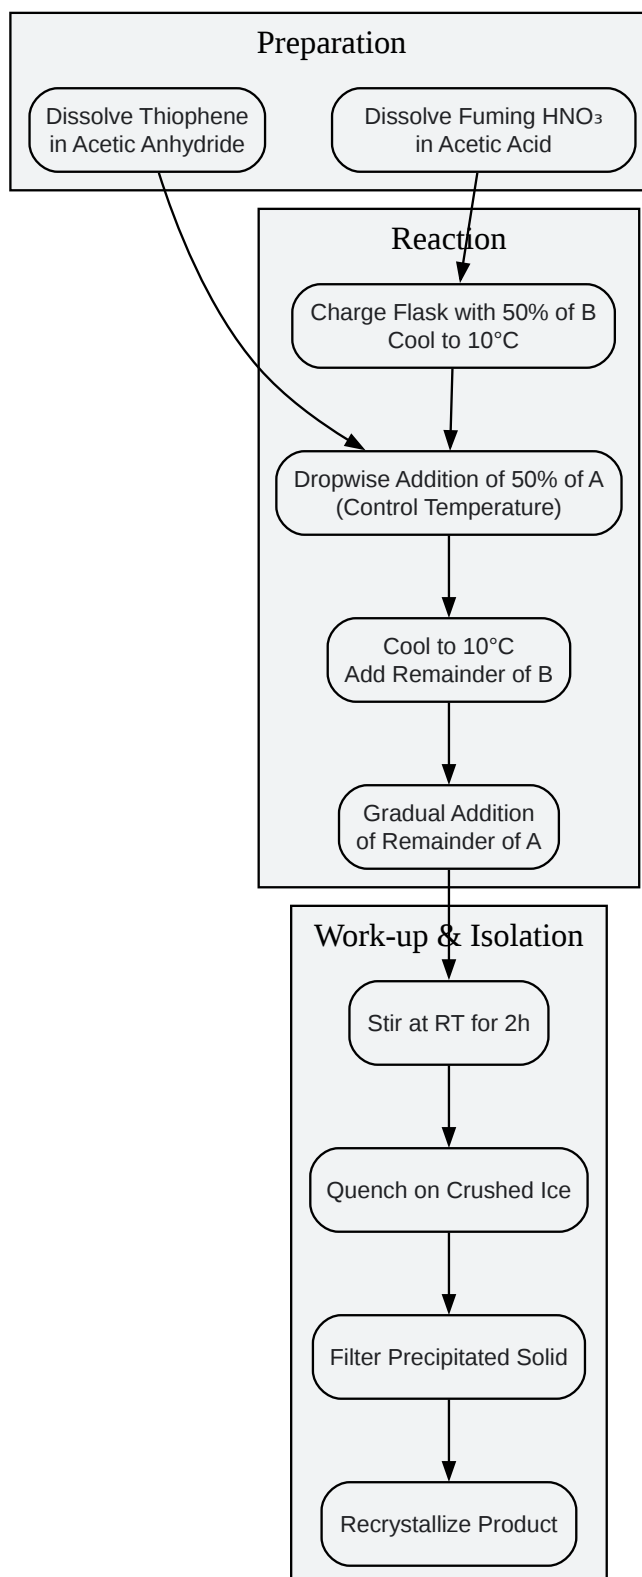 Preparation
Dissolve Thiophene
in Acetic Anhydride
Dissolve Fuming HNO₃
in Acetic Acid
Reaction
Charge Flask with 50% of B
Cool to 10°C
Dropwise Addition of 50% of A
(Control Temperature)
Cool to 10°C
Add Remainder of B
Gradual Addition
of Remainder of A
Work-up & Isolation
Stir at RT for 2h
Quench on Crushed Ice
Filter Precipitated Solid
Recrystallize Product